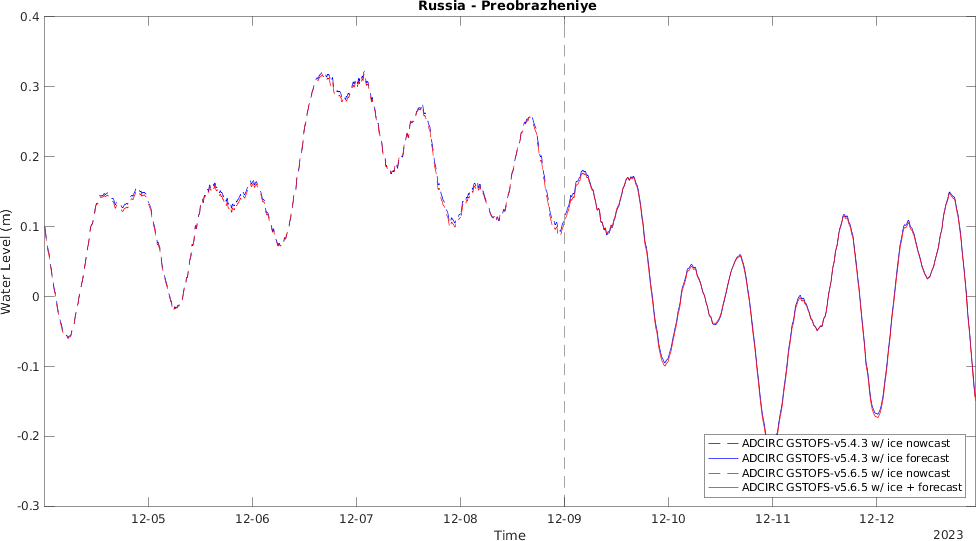 Russia - Preobrazheniye
0.4
0.3
0.2
0.1
0
-0.1
-0.2
-0.3
Water Level (m)
12-05
12-06
12-07
12-08
12-09
12-10
12-11
12-12
Time
2023
ADCIRC GSTOFS-v5.4.3 w/ ice nowcast
ADCIRC GSTOFS-v5.4.3 w/ ice forecast
ADCIRC GSTOFS-v5.6.5 w/ ice nowcast
ADCIRC GSTOFS-v5.6.5 w/ ice + forecast